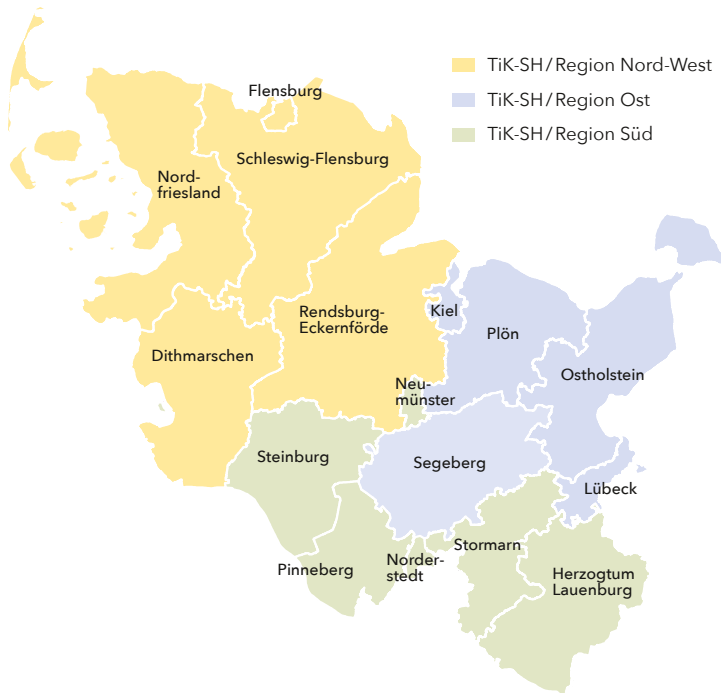 TiK-SH/Region Nord-West
TiK-SH/Region Ost
TiK-SH/Region Süd
Flensburg
Schleswig-Flensburg
Nord-
friesland
Rendsburg-
Eckernförde
Kiel
Plön
Dithmarschen
Ostholstein
Neu-
münster
Steinburg
Segeberg
Lübeck
Stormarn
Pinneberg
Norder-
stedt
Herzogtum
Lauenburg